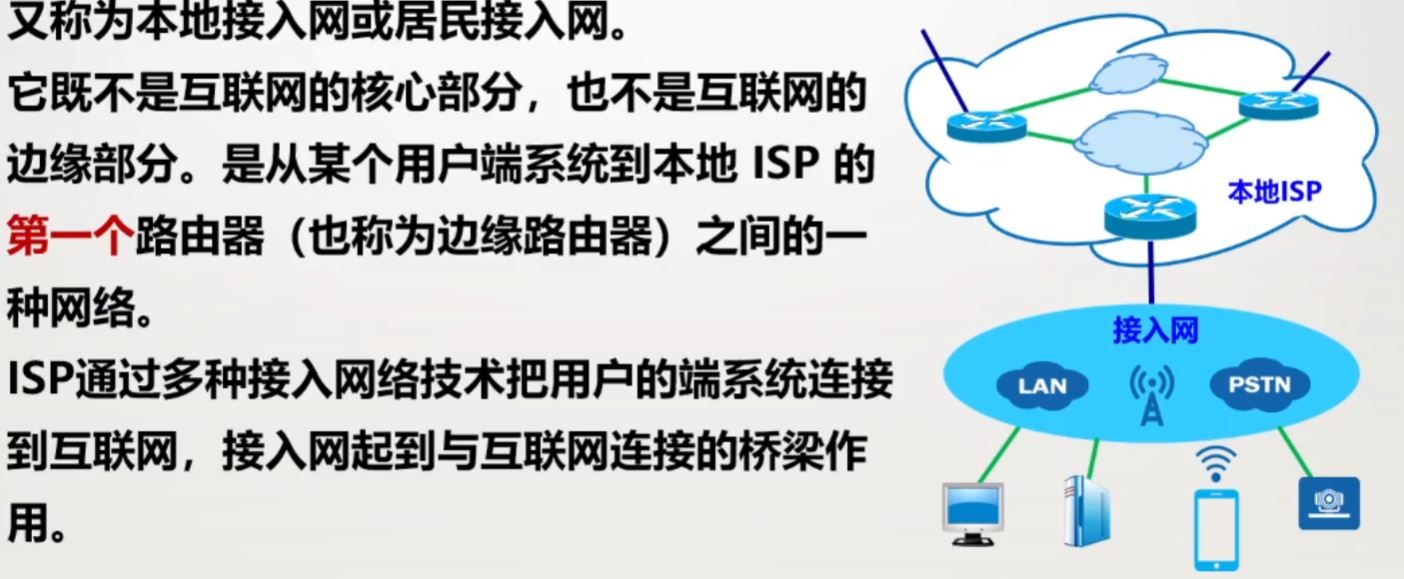 又称为本地接入网或居民接入网。
它既不是互联网的核心部分，也不是互联网的
边缘部分。是从某个用户端系统到本地 ISP 的
第一个路由器（也称为边缘路由器）之间的一
种网络。
ISP通过多种接入网络技术把用户的端系统连接
到互联网，接入网起到与互联网连接的桥梁作
用。
本地ISP
接入网
LAN
PSTN